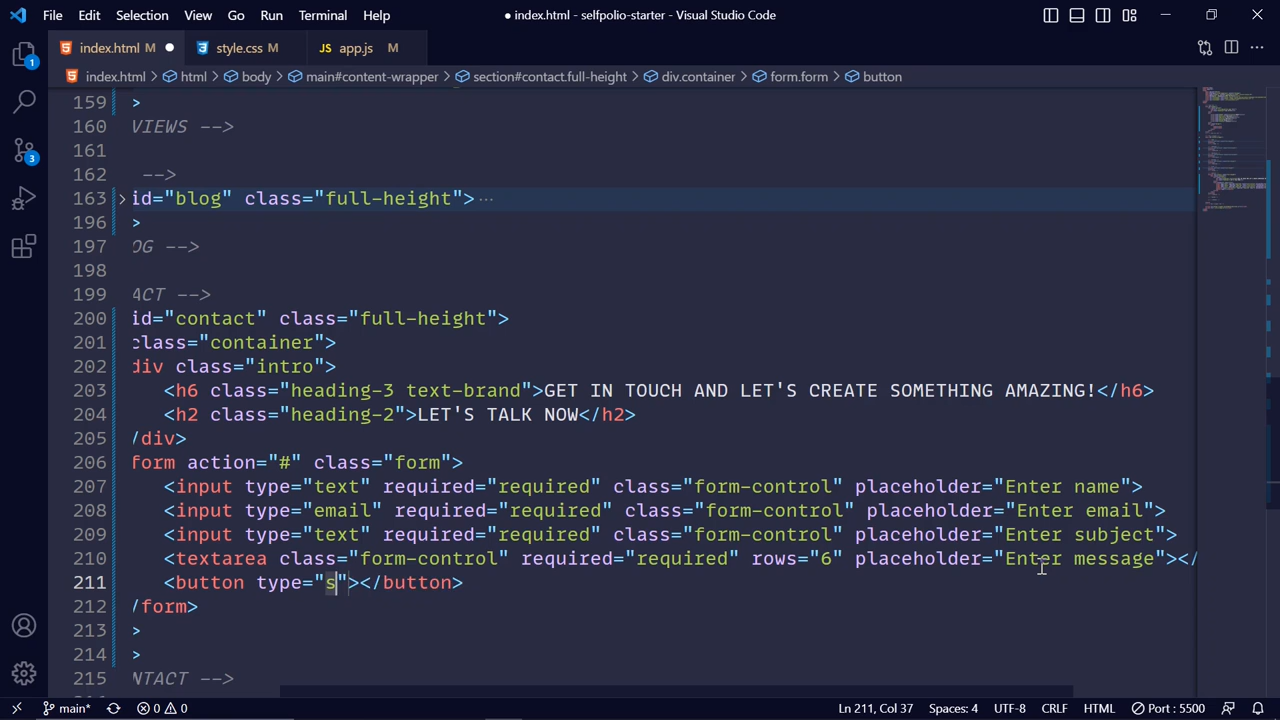 File Edit Selection View Go Run Terminal Help
● index.html - selfpolio-starter - Visual Studio Code
index.html M ● style.css M JS app.js M
index.html > html > body > main#content-wrapper > section#contact.full-height > div.container > form.form > button
159 >
160 VIEWS -->
161
162 -->
163 id="blog" class="full-height"> ...
196 >
197 OG -->
198
199 ACT -->
200 id="contact" class="full-height">
201 class="container">
202 div class="intro">
203 <h6 class="heading-3 text-brand">GET IN TOUCH AND LET'S CREATE SOMETHING AMAZING!</h6>
204 <h2 class="heading-2">LET'S TALK NOW</h2>
205 /div>
206 form action="#" class="form">
207 <input type="text" required="required" class="form-control" placeholder="Enter name">
208 <input type="email" required="required" class="form-control" placeholder="Enter email">
209 <input type="text" required="required" class="form-control" placeholder="Enter subject">
210 <textarea class="form-control" required="required" rows="6" placeholder="Enter message"></
211 <button type="s"></button>
212 /form>
213 >
214 >
215 NTACT -->
1
3
main* 0 0 Ln 211, Col 37 Spaces: 4 UTF-8 CRLF HTML Port : 5500